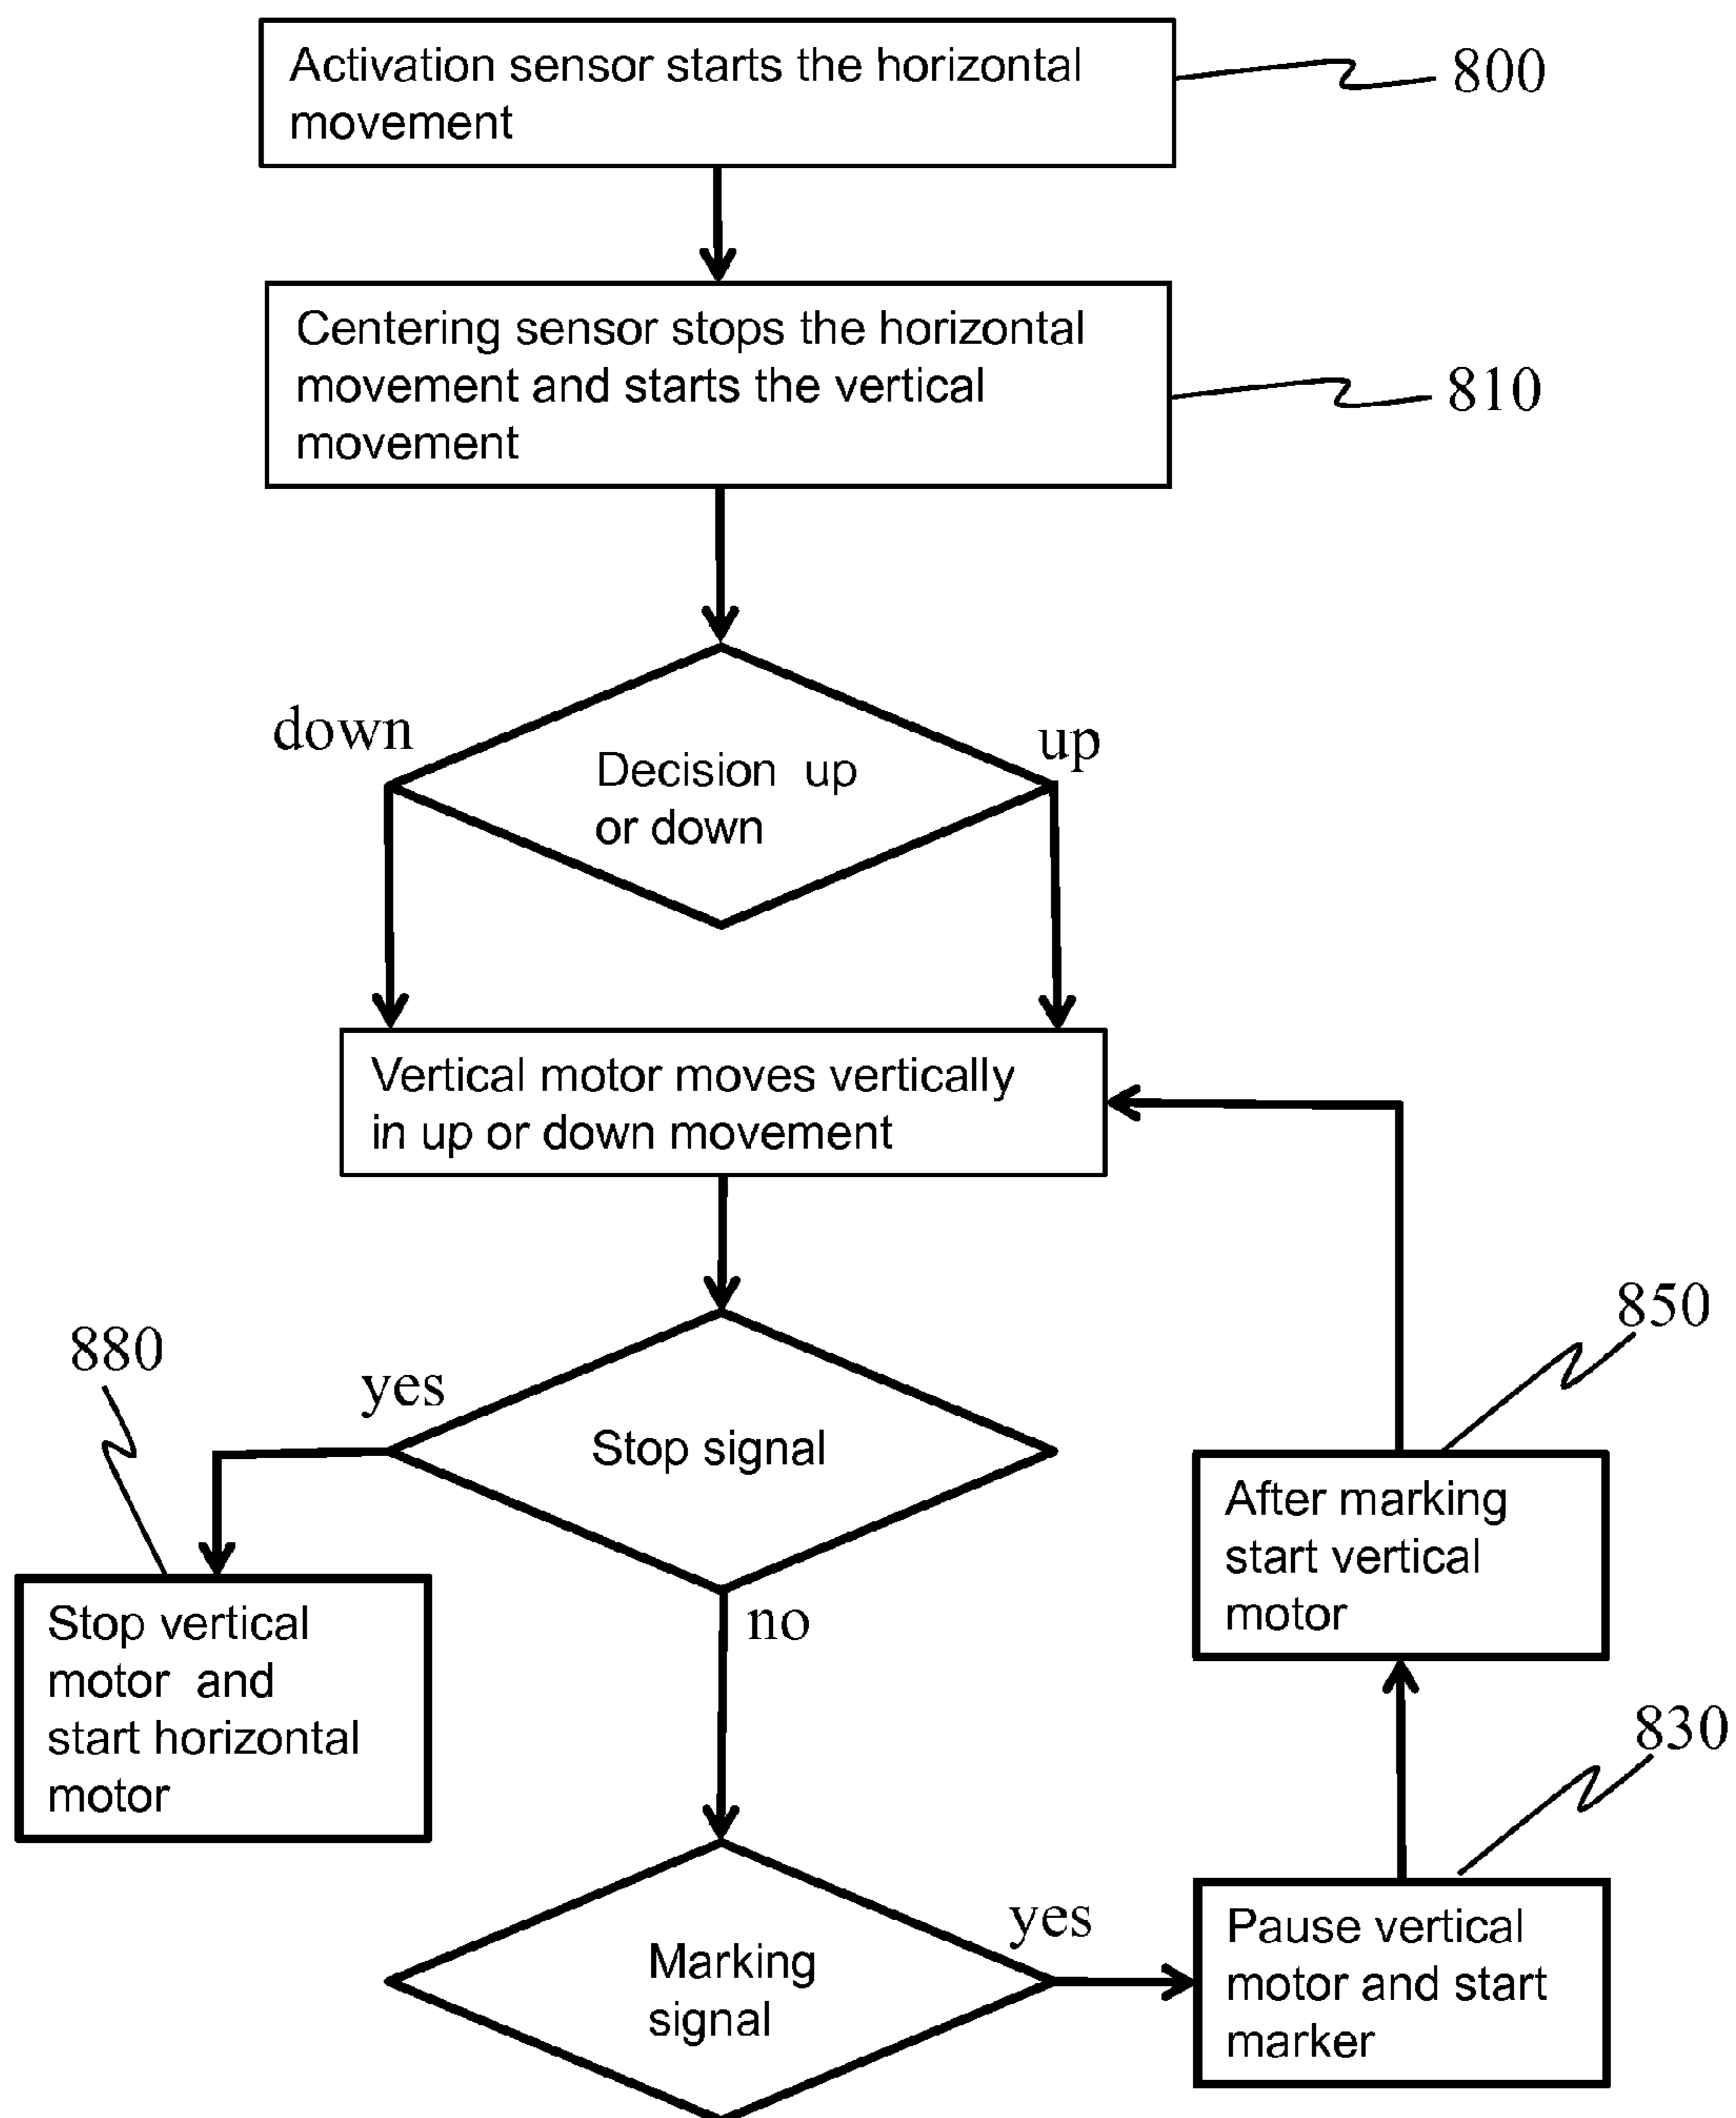 Activation sensor starts the horizontal
movement
800
Centering sensor stops the horizontal
movement and starts the vertical
movement
810
down
up
Decision up
or down
Vertical motor moves vertically
in up or down movement
850
880
yes
Stop signal
After marking
start vertical
motor
no
Stop vertical
motor and
start horizontal
motor
830
yes
Marking
signal
Pause vertical
motor and start
marker